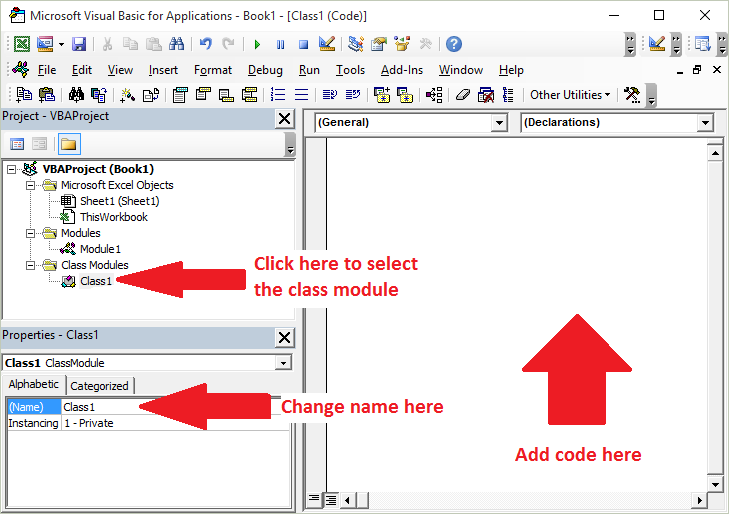 Microsoft Visual Basic for Applications - Book1 - [Class1 (Code)]
File Edit View Insert Format Debug Run Tools Add-Ins Window Help
Other Utilities
Project - VBAProject
(General) (Declarations)
VBAProject (Book1)
Microsoft Excel Objects
Sheet1 (Sheet1)
ThisWorkbook
Modules
Module1
Class Modules
Class1
Click here to select
the class module
Properties - Class1
Class1 ClassModule
Alphabetic Categorized
(Name) Class1
Instancing 1 - Private
Change name here
Add code here